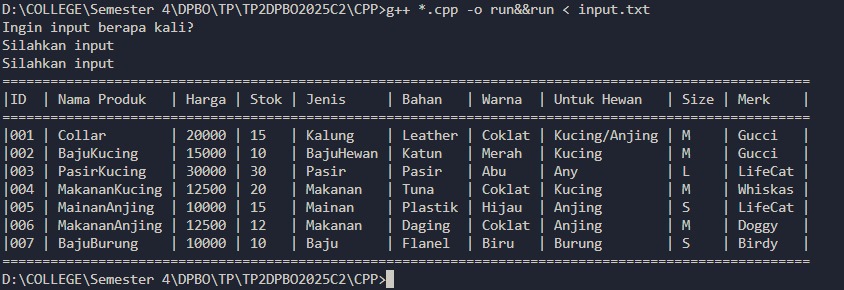 D:\COLLEGE\Semester 4\DPBO\TP\TP2DPBO2025C2\CPP>g++ *.cpp -o run&&run < input.txt
Ingin input berapa kali?
Silahkan input
Silahkan input
=====================================================================================================
|ID  | Nama Produk   | Harga | Stok | Jenis     | Bahan   | Warna  | Untuk Hewan   | Size | Merk    |
=====================================================================================================
|001 | Collar        | 20000 | 15   | Kalung    | Leather | Coklat | Kucing/Anjing | M    | Gucci   |
|002 | BajuKucing    | 15000 | 10   | BajuHewan | Katun   | Merah  | Kucing        | M    | Gucci   |
|003 | PasirKucing   | 30000 | 30   | Pasir     | Pasir   | Abu    | Any           | L    | LifeCat |
|004 | MakananKucing | 12500 | 20   | Makanan   | Tuna    | Coklat | Kucing        | M    | Whiskas |
|005 | MainanAnjing  | 10000 | 15   | Mainan    | Plastik | Hijau  | Anjing        | S    | LifeCat |
|006 | MakananAnjing | 12500 | 12   | Makanan   | Daging  | Coklat | Anjing        | M    | Doggy   |
|007 | BajuBurung    | 10000 | 10   | Baju      | Flanel  | Biru   | Burung        | S    | Birdy   |
=====================================================================================================
D:\COLLEGE\Semester 4\DPBO\TP\TP2DPBO2025C2\CPP>